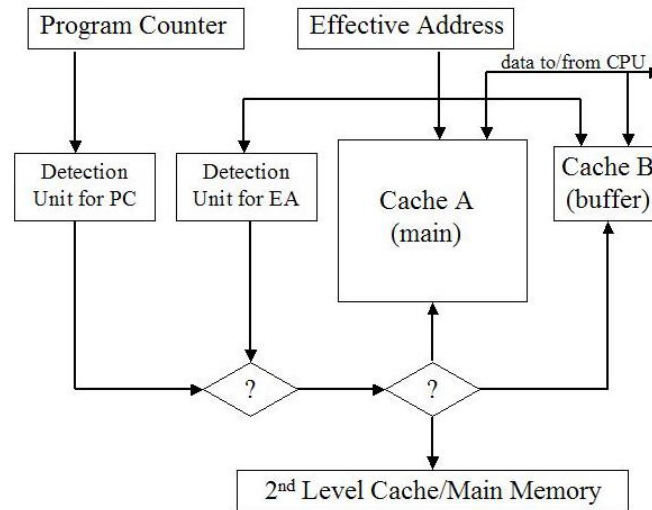 Program Counter
Effective Address
data to/from CPU
Detection
Unit for PC
Detection
Unit for EA
Cache A
(main)
Cache B
(buffer)
?
?
2nd Level Cache/Main Memory